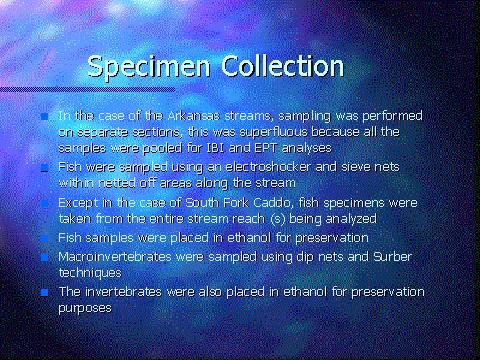 Specimen Collection
In the case of the Arkansas streams, sampling was performed
on separate sections, this was superfluous because all the
samples were pooled for IBI and EPT analyses
Fish were sampled using an electroshocker and sieve nets
within netted off areas along the stream
Except in the case of South Fork Caddo, fish specimens were
taken from the entire stream reach (s) being analyzed
Fish samples were placed in ethanol for preservation
Macroinvertebrates were sampled using dip nets and Surber
techniques
The invertebrates were also placed in ethanol for preservation
purposes